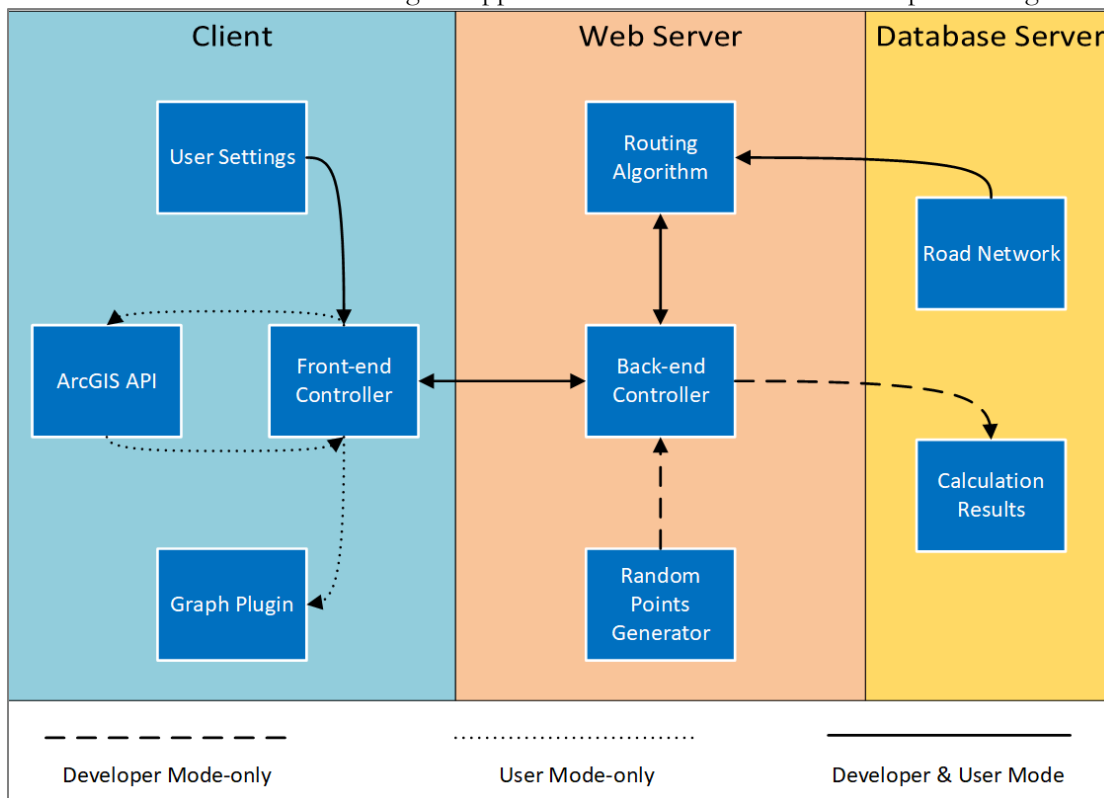 Client
Web Server
Database Server
User Settings
Routing
Algorithm
Road Network
ArcGIS API
Front-end
Controller
Back-end
Controller
Calculation
Results
Graph Plugin
Random
Points
Generator
Developer Mode-only
User Mode-only
Developer & User Mode